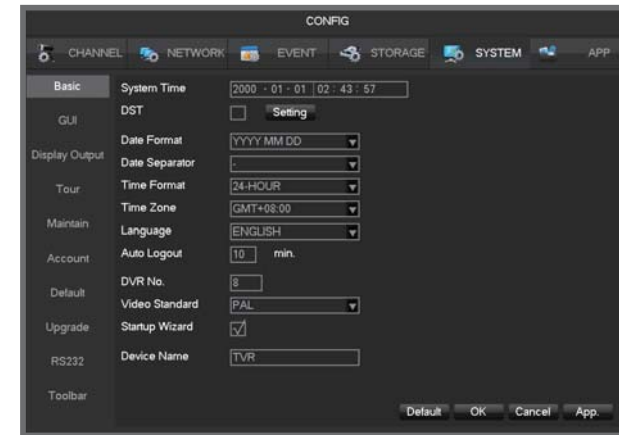 CONFIG
CHANNEL NETWORK EVENT STORAGE SYSTEM APP
Basic
GUI
Display Output
Tour
Maintain
Account
Default
Upgrade
RS232
Toolbar
System Time 2000 - 01 - 01 02 : 43 : 57
DST Setting
Date Format YYYY MM DD
Date Separator -
Time Format 24-HOUR
Time Zone GMT+08:00
Language ENGLISH
Auto Logout 10 min.
DVR No. 8
Video Standard PAL
Startup Wizard
Device Name TVR
Default OK Cancel App.